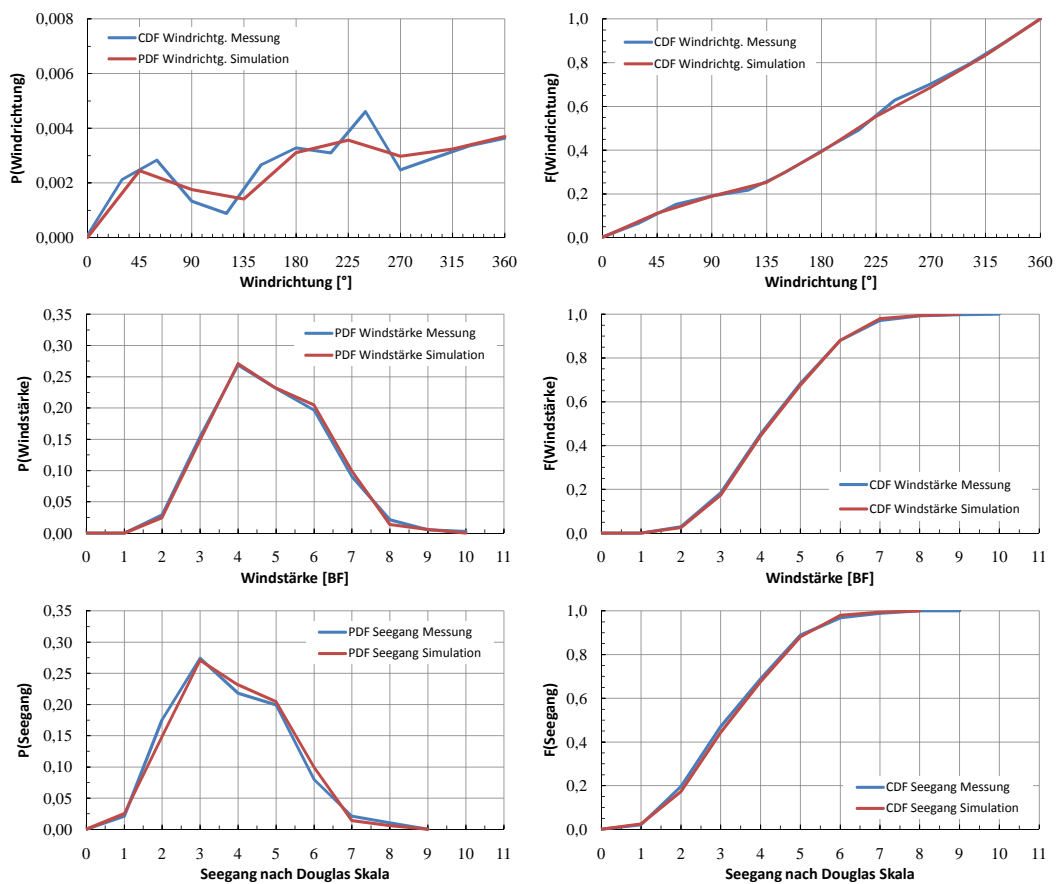 0,008
0,006
0,004
0,002
0,000
P(Windrichtung)
CDF Windrichtg. Messung
PDF Windrichtg. Simulation
0 45 90 135 180 225 270 315 360
Windrichtung [°]
1,0
0,8
0,6
0,4
0,2
0,0
F(Windrichtung)
CDF Windrichtg. Messung
CDF Windrichtg. Simulation
0 45 90 135 180 225 270 315 360
Windrichtung [°]
0,35
0,30
0,25
0,20
0,15
0,10
0,05
0,00
P(Windstärke)
PDF Windstärke Messung
PDF Windstärke Simulation
0 1 2 3 4 5 6 7 8 9 10 11
Windstärke [BF]
1,0
0,8
0,6
0,4
0,2
0,0
F(Windstärke)
CDF Windstärke Messung
CDF Windstärke Simulation
0 1 2 3 4 5 6 7 8 9 10 11
Windstärke [BF]
0,35
0,30
0,25
0,20
0,15
0,10
0,05
0,00
P(Seegang)
PDF Seegang Messung
PDF Seegang Simulation
0 1 2 3 4 5 6 7 8 9 10 11
Seegang nach Douglas Skala
1,0
0,8
0,6
0,4
0,2
0,0
F(Seegang)
CDF Seegang Messung
CDF Seegang Simulation
0 1 2 3 4 5 6 7 8 9 10 11
Seegang nach Douglas Skala